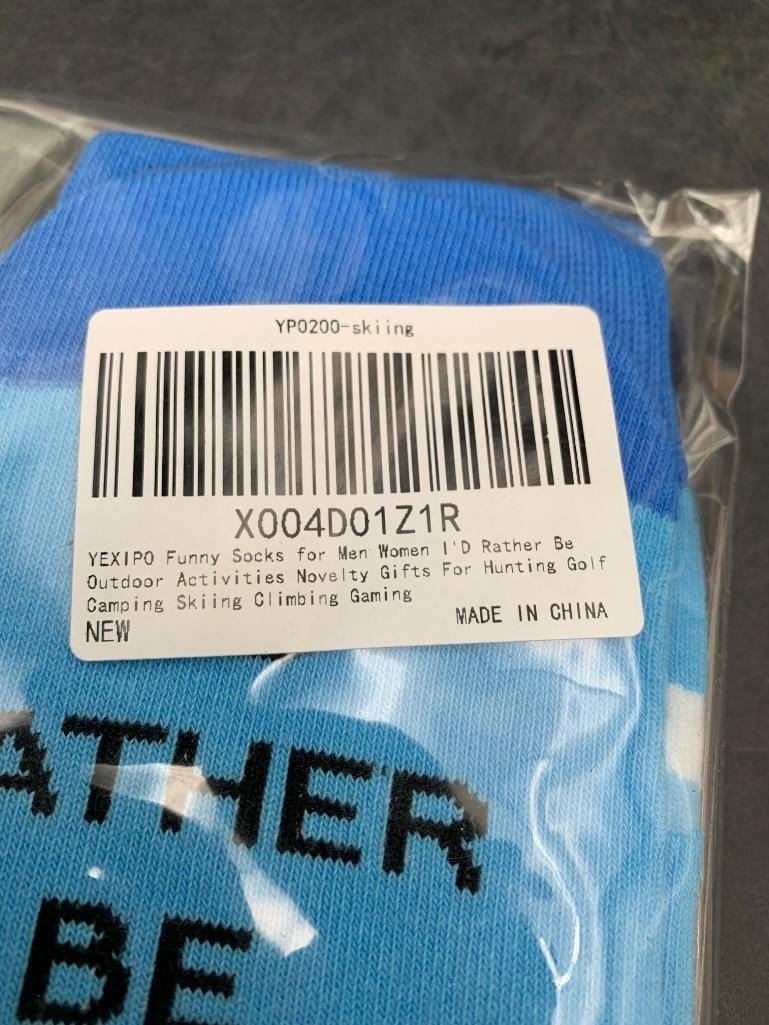 YP0200-skiing
X004D01Z1R
YEXIPO Funny Socks for Men Women I'D Rather Be
Outdoor Activities Novelty Gifts For Hunting Golf
Camping Skiing Climbing Gaming
NEW MADE IN CHINA
ATHER
BE